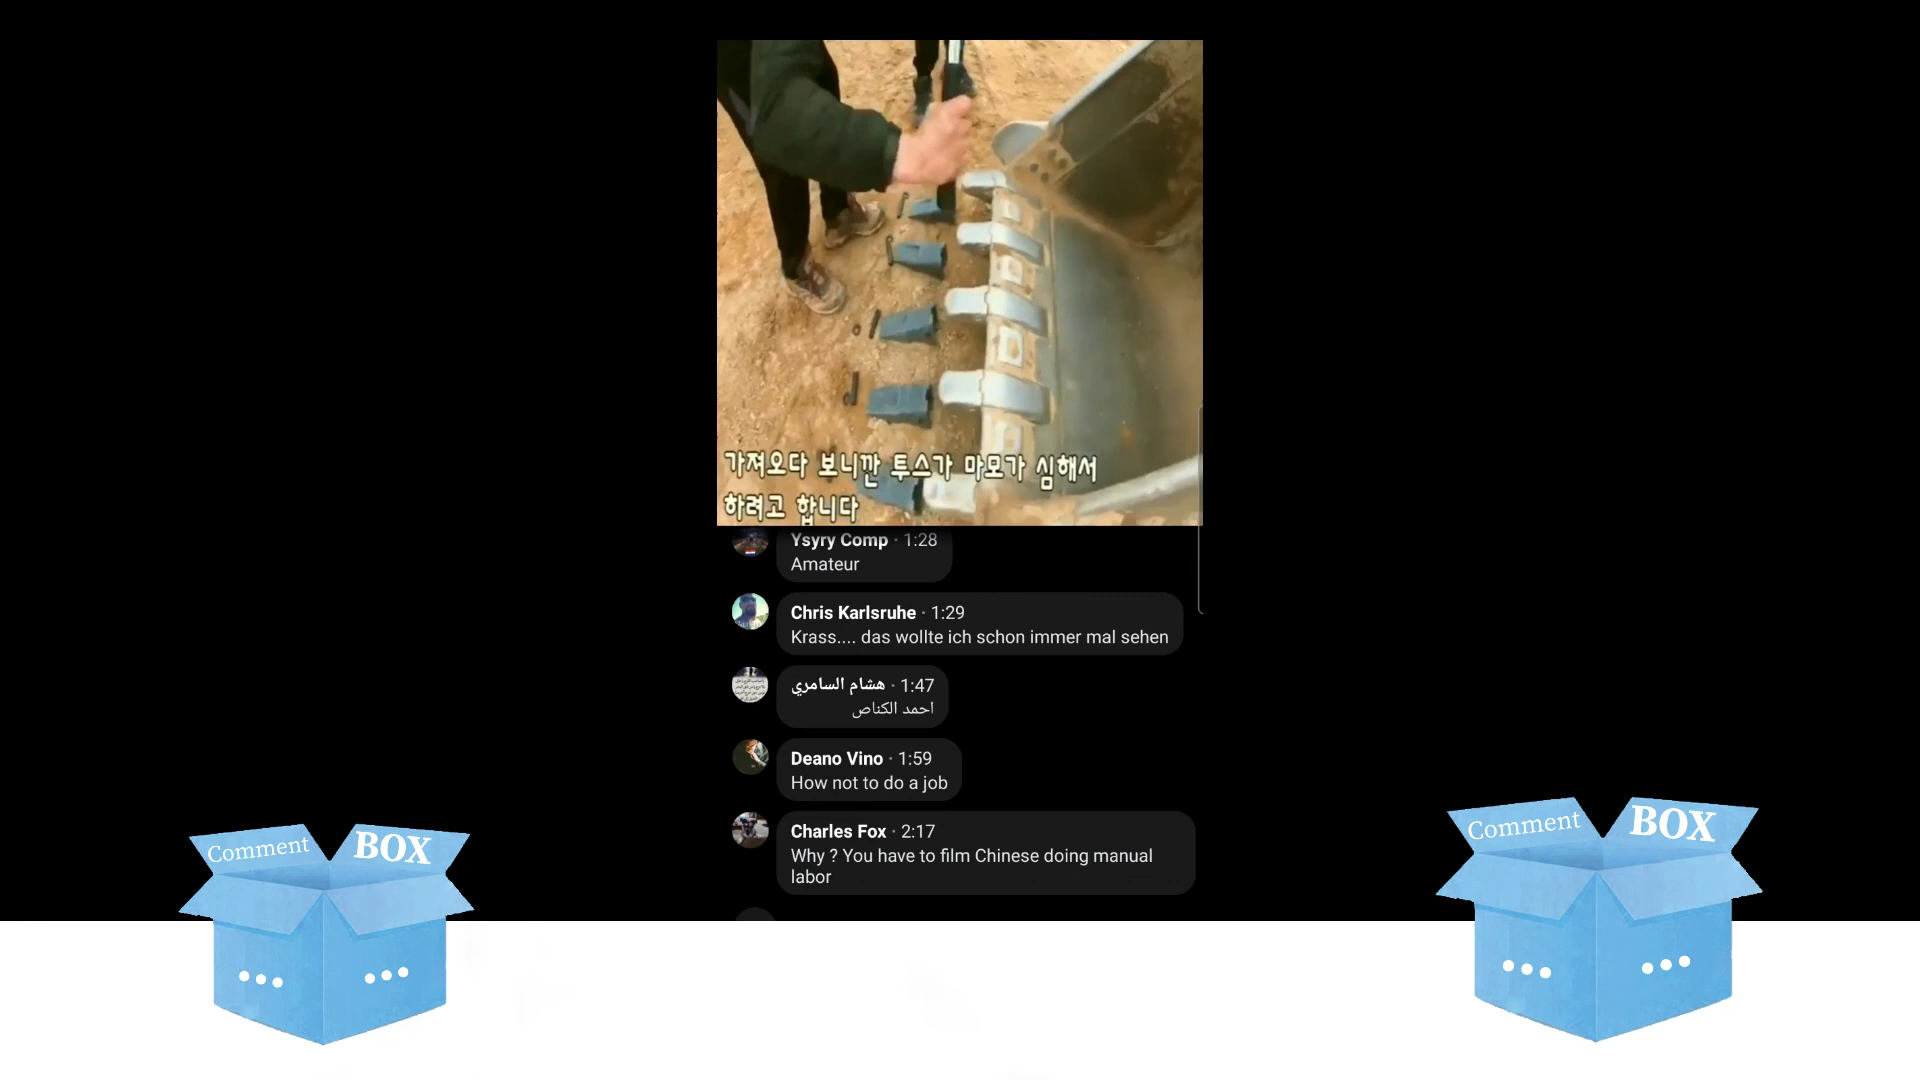 가져오다 보니깐 투스가 마모가 심해서
하려고 합니다
Ysyry Comp · 1:28
Amateur
Chris Karlsruhe · 1:29
Krass.... das wollte ich schon immer mal sehen
هشام السامري · 1:47
احمد الكناص
Deano Vino · 1:59
How not to do a job
Charles Fox · 2:17
Why ? You have to film Chinese doing manual
labor
Comment BOX
Comment BOX